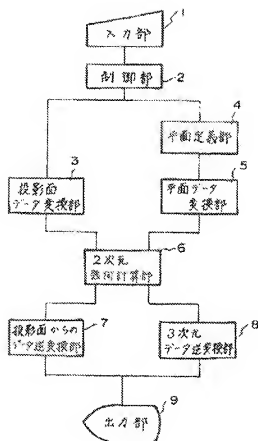 1
入力部
制御部
2
4
平面定義部
3
5
投影面
データ変換部
平面データ
変換部
6
2次元
幾何計算部
7
8
投影面からの
データ逆変換部
3次元
データ逆変換部
9
出力部